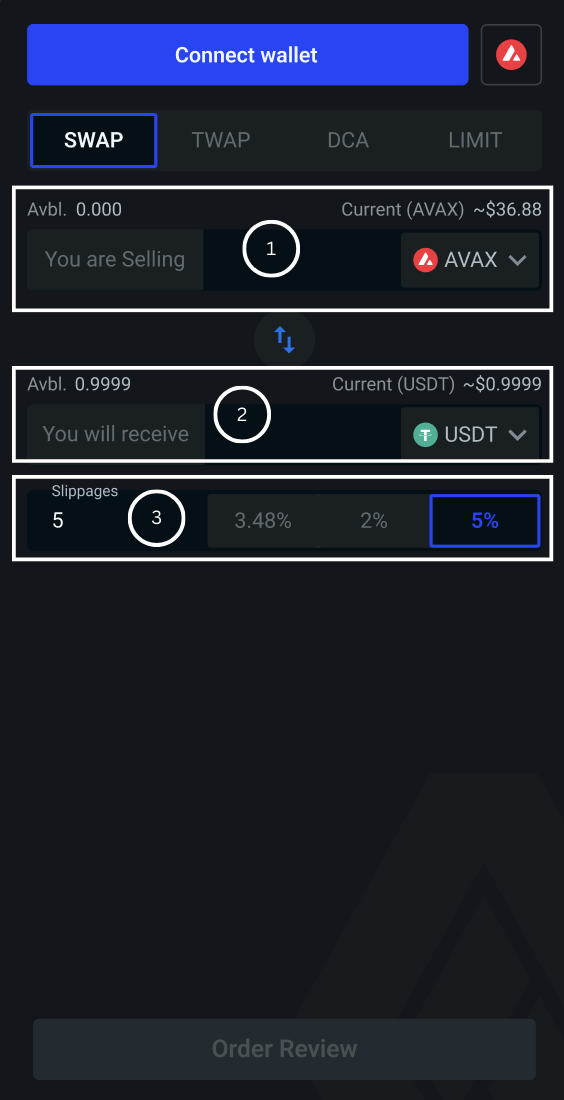 Connect wallet
SWAP TWAP DCA LIMIT
Avbl. 0.000 Current (AVAX) ~$36.88
You are Selling 1 AVAX
Avbl. 0.9999 Current (USDT) ~$0.9999
You will receive 2 USDT
Slippages
5 3 3.48% 2% 5%
Order Review